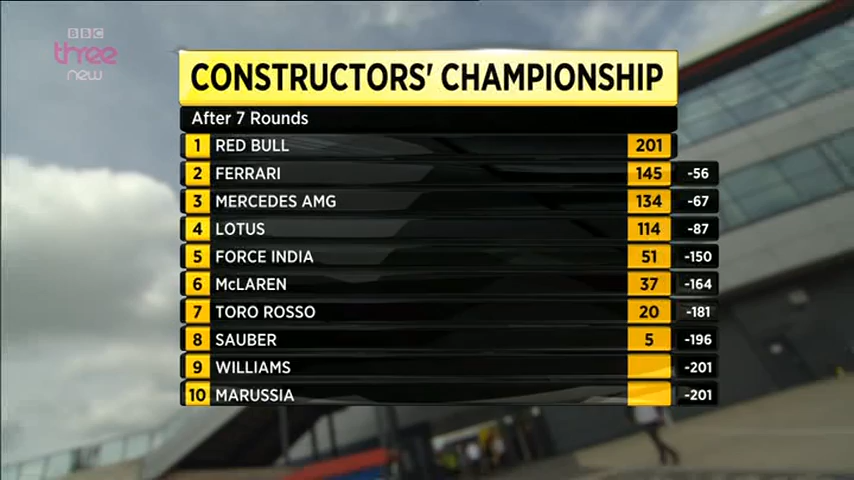 BBC
three
new
CONSTRUCTORS' CHAMPIONSHIP
After 7 Rounds
1 RED BULL 201
2 FERRARI 145 -56
3 MERCEDES AMG 134 -67
4 LOTUS 114 -87
5 FORCE INDIA 51 -150
6 McLAREN 37 -164
7 TORO ROSSO 20 -181
8 SAUBER 5 -196
9 WILLIAMS -201
10 MARUSSIA -201